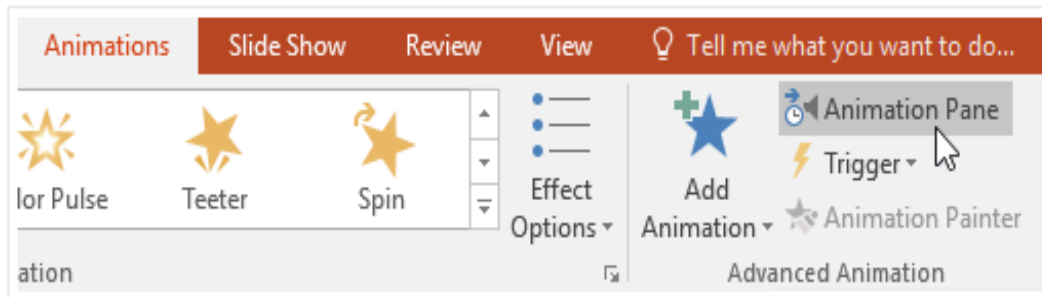 Animations Slide Show Review View Tell me what you want to do...
Animation Pane
Trigger
lor Pulse Teeter Spin Effect Options Add Animation Animation Painter
ation Advanced Animation